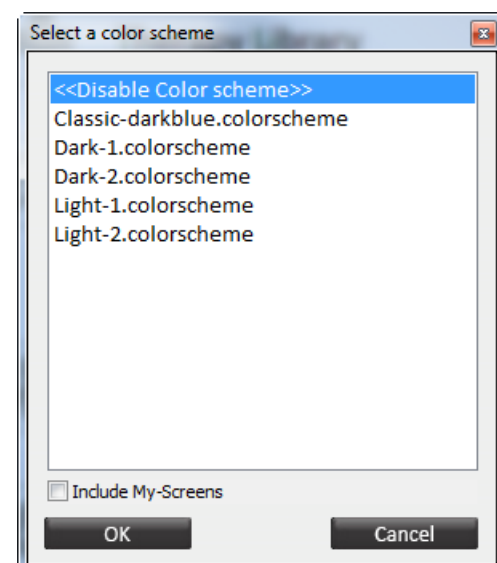 Select a color scheme
<<Disable Color scheme>>
Classic-darkblue.colorscheme
Dark-1.colorscheme
Dark-2.colorscheme
Light-1.colorscheme
Light-2.colorscheme
Include My-Screens
OK Cancel